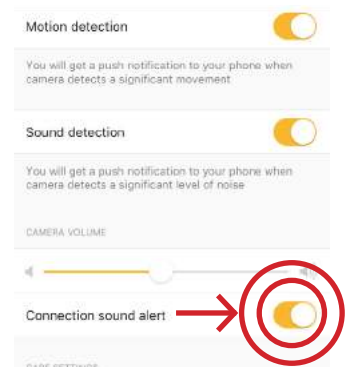 Motion detection
You will get a push notification to your phone when
camera detects a significant movement
Sound detection
You will get a push notification to your phone when
camera detects a significant level of noise
CAMERA VOLUME
Connection sound alert